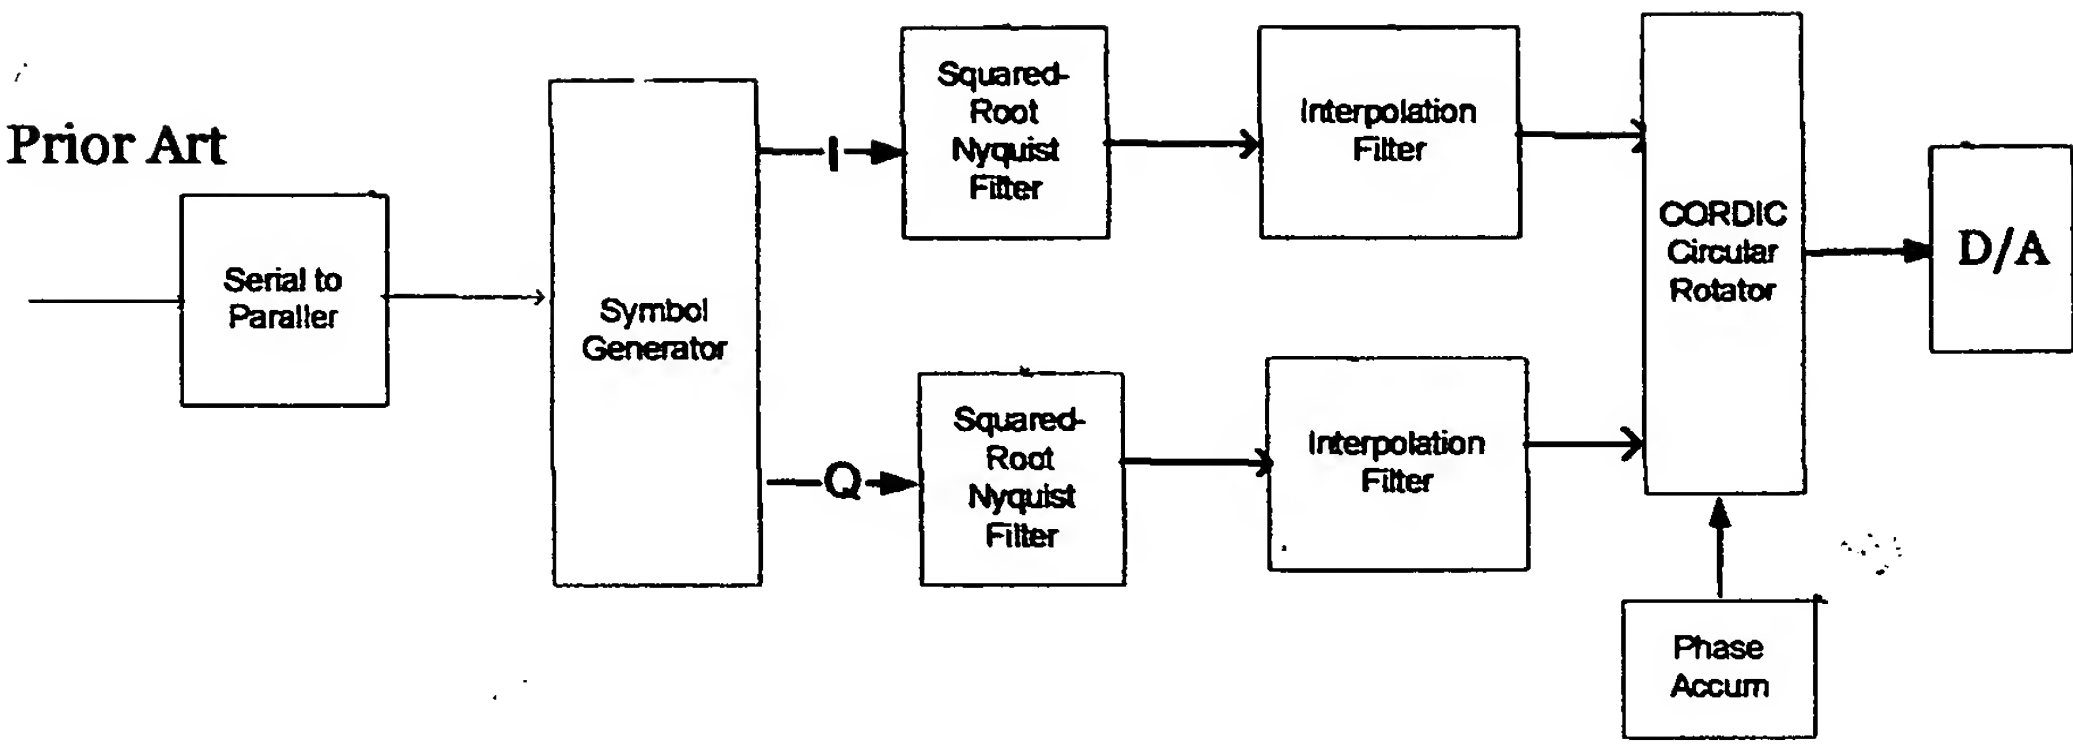 Prior Art
Serial to
Paraller
Symbol
Generator
I
Squared-
Root
Nyquist
Filter
Interpolation
Filter
Q
Squared-
Root
Nyquist
Filter
Interpolation
Filter
CORDIC
Circular
Rotator
D/A
Phase
Accum